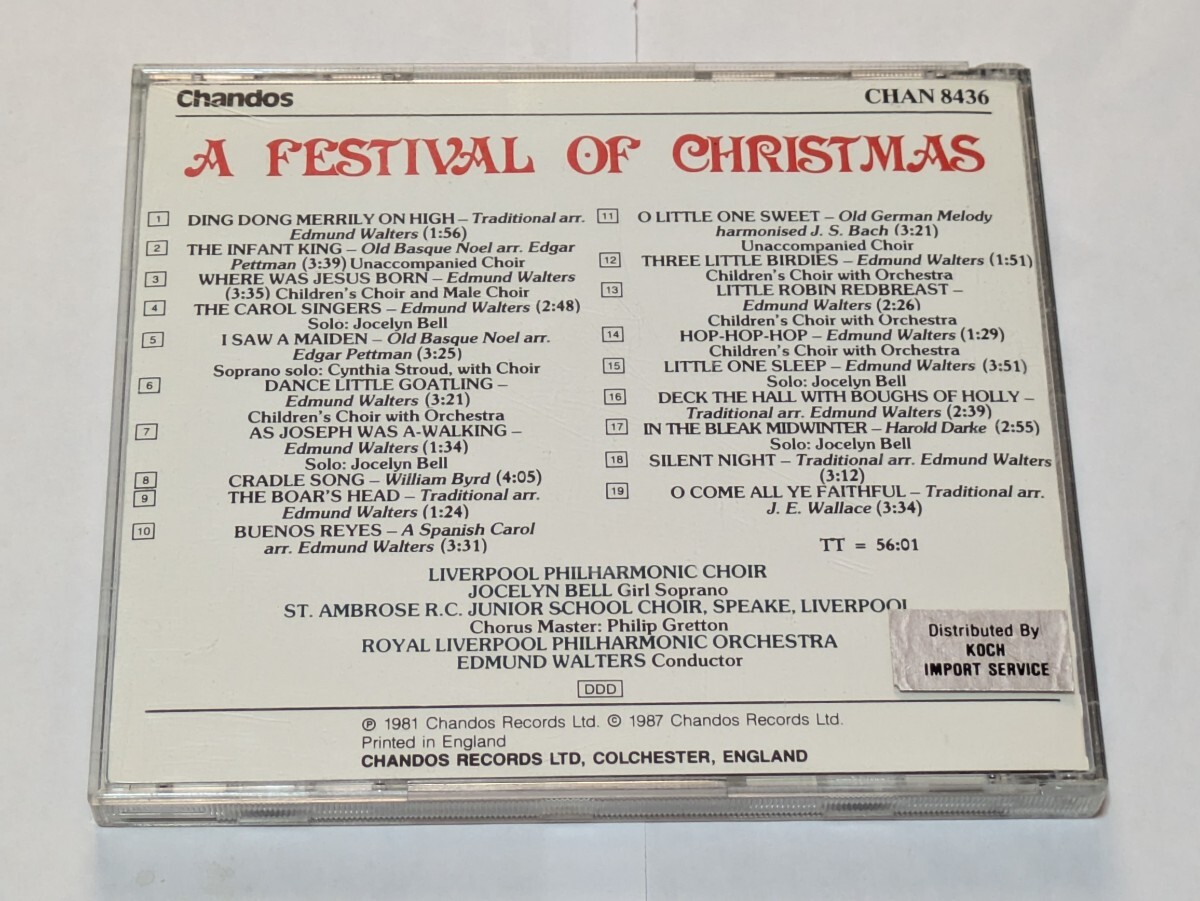 Chandos
CHAN 8436
A FESTIVAL OF CHRISTMAS
1 DING DONG MERRILY ON HIGH – Traditional arr.
Edmund Walters (1:56)
2 THE INFANT KING – Old Basque Noel arr. Edgar
Pettman (3:39) Unaccompanied Choir
3 WHERE WAS JESUS BORN – Edmund Walters
(3:35) Children's Choir and Male Choir
4 THE CAROL SINGERS – Edmund Walters (2:48)
Solo: Jocelyn Bell
5 I SAW A MAIDEN – Old Basque Noel arr.
Edgar Pettman (3:25)
Soprano solo: Cynthia Stroud, with Choir
6 DANCE LITTLE GOATLING –
Edmund Walters (3:21)
Children's Choir with Orchestra
7 AS JOSEPH WAS A-WALKING –
Edmund Walters (1:34)
Solo: Jocelyn Bell
8 CRADLE SONG – William Byrd (4:05)
9 THE BOAR'S HEAD – Traditional arr.
Edmund Walters (1:24)
10 BUENOS REYES – A Spanish Carol
arr. Edmund Walters (3:31)
11 O LITTLE ONE SWEET – Old German Melody
harmonised J. S. Bach (3:21)
Unaccompanied Choir
12 THREE LITTLE BIRDIES – Edmund Walters (1:51)
Children's Choir with Orchestra
13 LITTLE ROBIN REDBREAST –
Edmund Walters (2:26)
Children's Choir with Orchestra
14 HOP-HOP-HOP – Edmund Walters (1:29)
Children's Choir with Orchestra
15 LITTLE ONE SLEEP – Edmund Walters (3:51)
Solo: Jocelyn Bell
16 DECK THE HALL WITH BOUGHS OF HOLLY –
Traditional arr. Edmund Walters (2:39)
17 IN THE BLEAK MIDWINTER – Harold Darke (2:55)
Solo: Jocelyn Bell
18 SILENT NIGHT – Traditional arr. Edmund Walters
(3:12)
19 O COME ALL YE FAITHFUL – Traditional arr.
J. E. Wallace (3:34)
TT = 56:01
LIVERPOOL PHILHARMONIC CHOIR
JOCELYN BELL Girl Soprano
ST. AMBROSE R.C. JUNIOR SCHOOL CHOIR, SPEAKE, LIVERPOOL
Chorus Master: Philip Gretton
ROYAL LIVERPOOL PHILHARMONIC ORCHESTRA
EDMUND WALTERS Conductor
DDD
Distributed By
KOCH
IMPORT SERVICE
℗ 1981 Chandos Records Ltd. © 1987 Chandos Records Ltd.
Printed in England
CHANDOS RECORDS LTD, COLCHESTER, ENGLAND